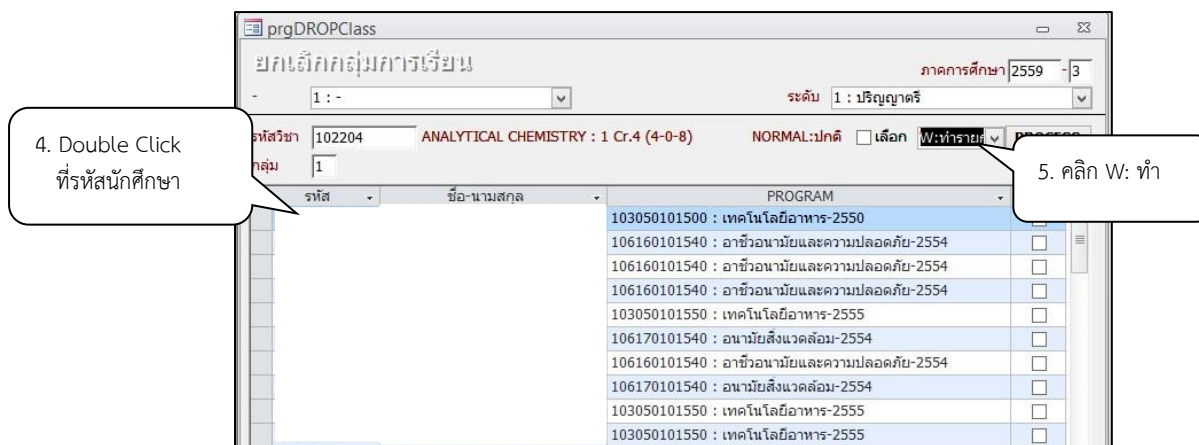 prgDROPClass
ยกเลิกกลุ่มการเรียน
ภาคการศึกษา 2559 - 3
- 1 : - ระดับ 1 : ปริญญาตรี
รหัสวิชา 102204 ANALYTICAL CHEMISTRY : 1 Cr.4 (4-0-8) NORMAL:ปกติ เลือก W:ทำราย
กลุ่ม 1
4. Double Click
ที่รหัสนักศึกษา
5. คลิก W: ทำ
รหัส ชื่อ-นามสกุล PROGRAM
103050101500 : เทคโนโลยีอาหาร-2550
106160101540 : อาชีวอนามัยและความปลอดภัย-2554
106160101540 : อาชีวอนามัยและความปลอดภัย-2554
106160101540 : อาชีวอนามัยและความปลอดภัย-2554
103050101550 : เทคโนโลยีอาหาร-2555
106170101540 : อนามัยสิ่งแวดล้อม-2554
106160101540 : อาชีวอนามัยและความปลอดภัย-2554
106170101540 : อนามัยสิ่งแวดล้อม-2554
103050101550 : เทคโนโลยีอาหาร-2555
103050101550 : เทคโนโลยีอาหาร-2555